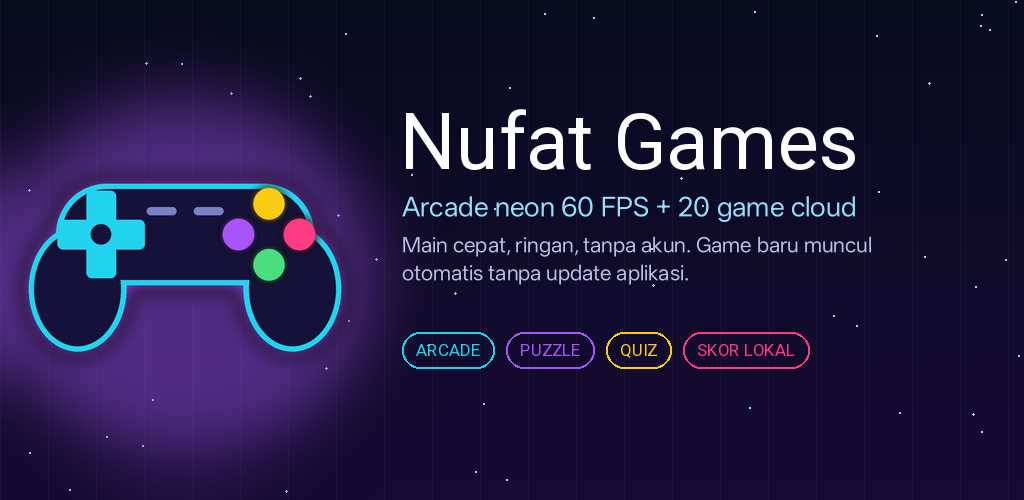 Nufat Games
Arcade neon 60 FPS + 20 game cloud
Main cepat, ringan, tanpa akun. Game baru muncul
otomatis tanpa update aplikasi.
ARCADE PUZZLE QUIZ SKOR LOKAL